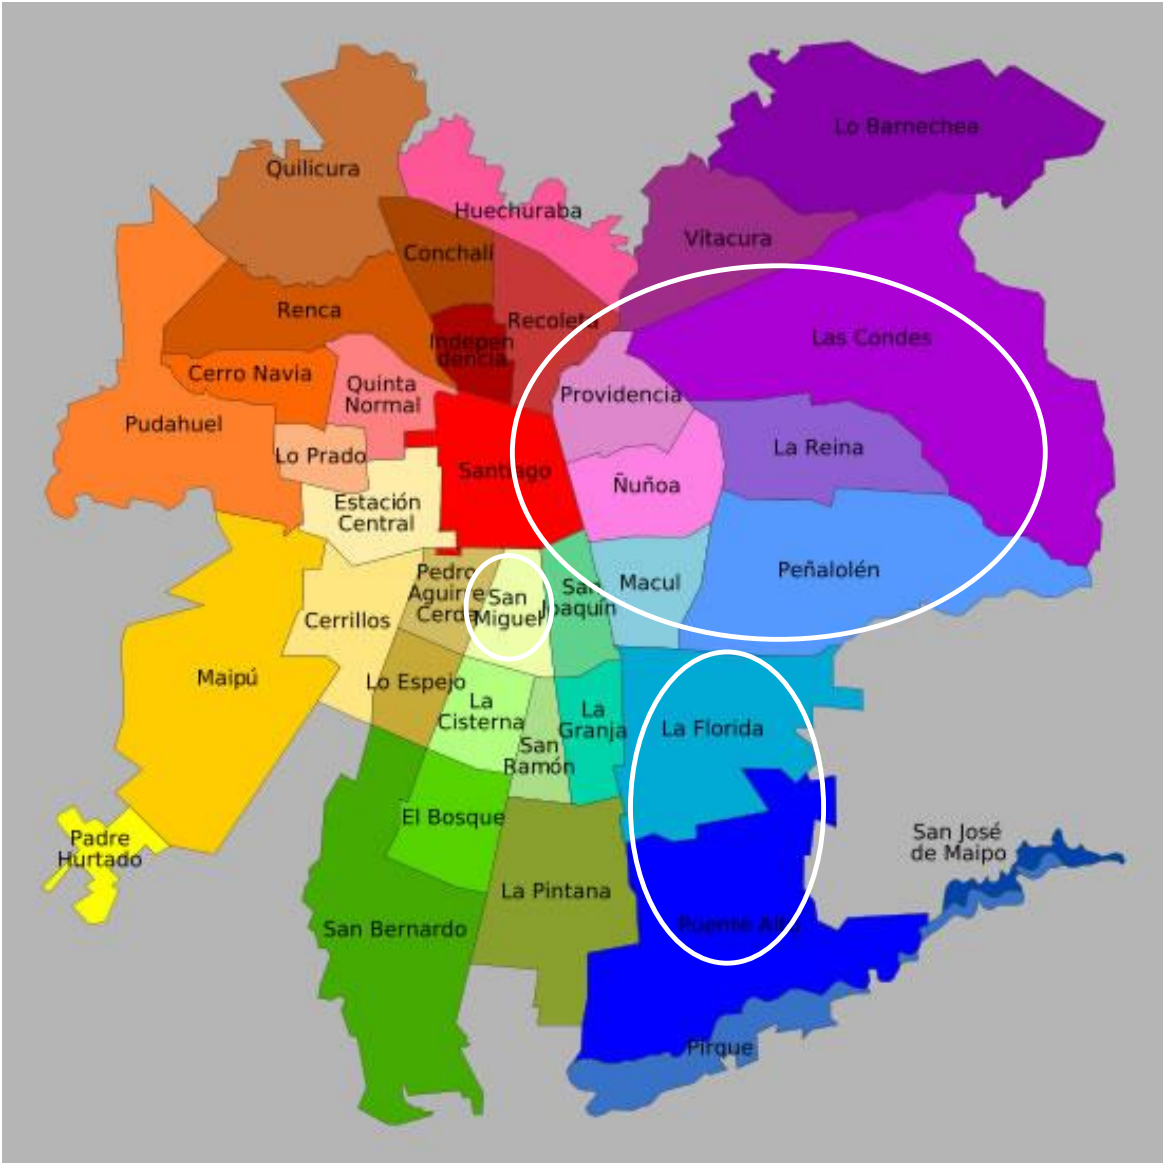 Lo Barnechea
Quilicura
Huechuraba
Vitacura
Conchalí
Renca
Recoleta
Las Condes
Indepen
dencia
Cerro Navia
Quinta
Normal
Providencia
Pudahuel
Lo Prado
Santiago
La Reina
Ñuñoa
Estación
Central
Peñalolén
Pedro
Aguirre
Cerda
San
Miguel
San
Joaquín
Macul
Cerrillos
Maipú
Lo Espejo
La
Cisterna
La
Granja
La Florida
San
Ramón
El Bosque
Padre
Hurtado
San José
de Maipo
La Pintana
San Bernardo
Puente Alto
Pirque